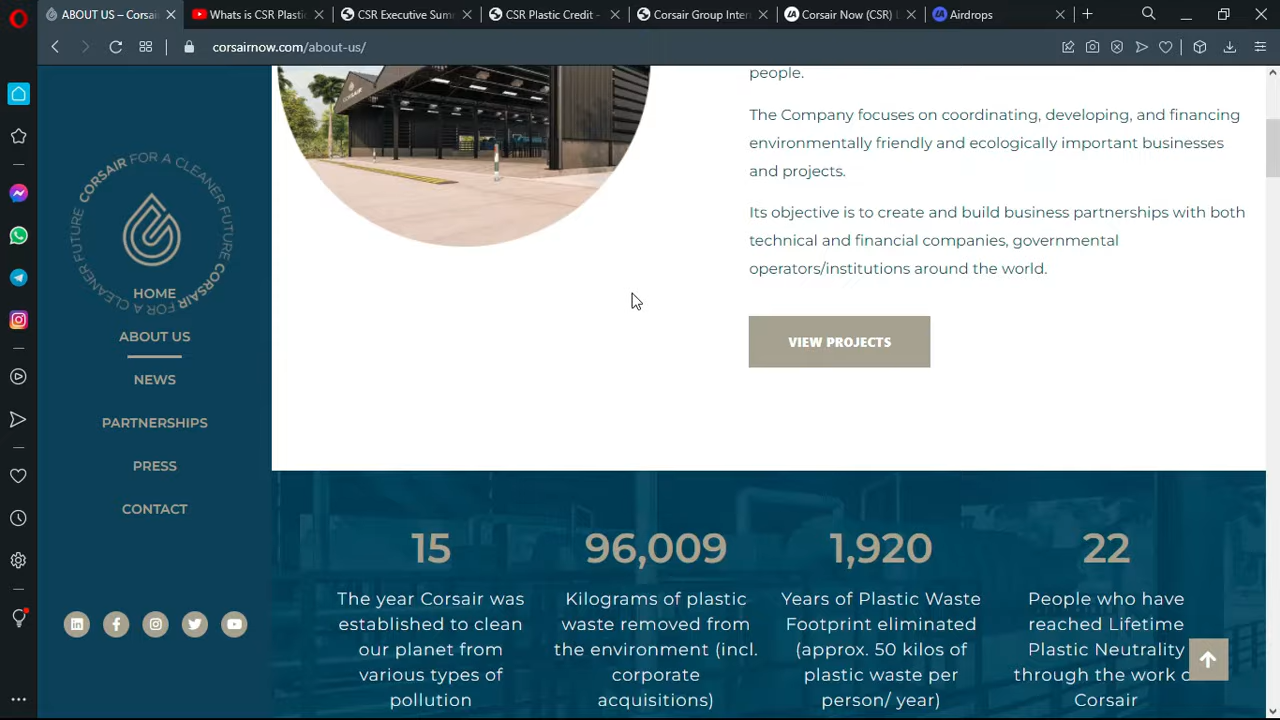 ABOUT US – Corsair
Whats is CSR Plastic
CSR Executive Summ
CSR Plastic Credit -
Corsair Group Inter
Corsair Now (CSR) L
Airdrops
corsairnow.com/about-us/
CORSAIR FOR A CLEANER FUTURE CORSAIR FOR A CLEANER FUTURE
HOME
ABOUT US
NEWS
PARTNERSHIPS
PRESS
CONTACT
people.
The Company focuses on coordinating, developing, and financing
environmentally friendly and ecologically important businesses
and projects.
Its objective is to create and build business partnerships with both
technical and financial companies, governmental
operators/institutions around the world.
VIEW PROJECTS
15
The year Corsair was
established to clean
our planet from
various types of
pollution
96,009
Kilograms of plastic
waste removed from
the environment (incl.
corporate
acquisitions)
1,920
Years of Plastic Waste
Footprint eliminated
(approx. 50 kilos of
plastic waste per
person/ year)
22
People who have
reached Lifetime
Plastic Neutrality
through the work o
Corsair